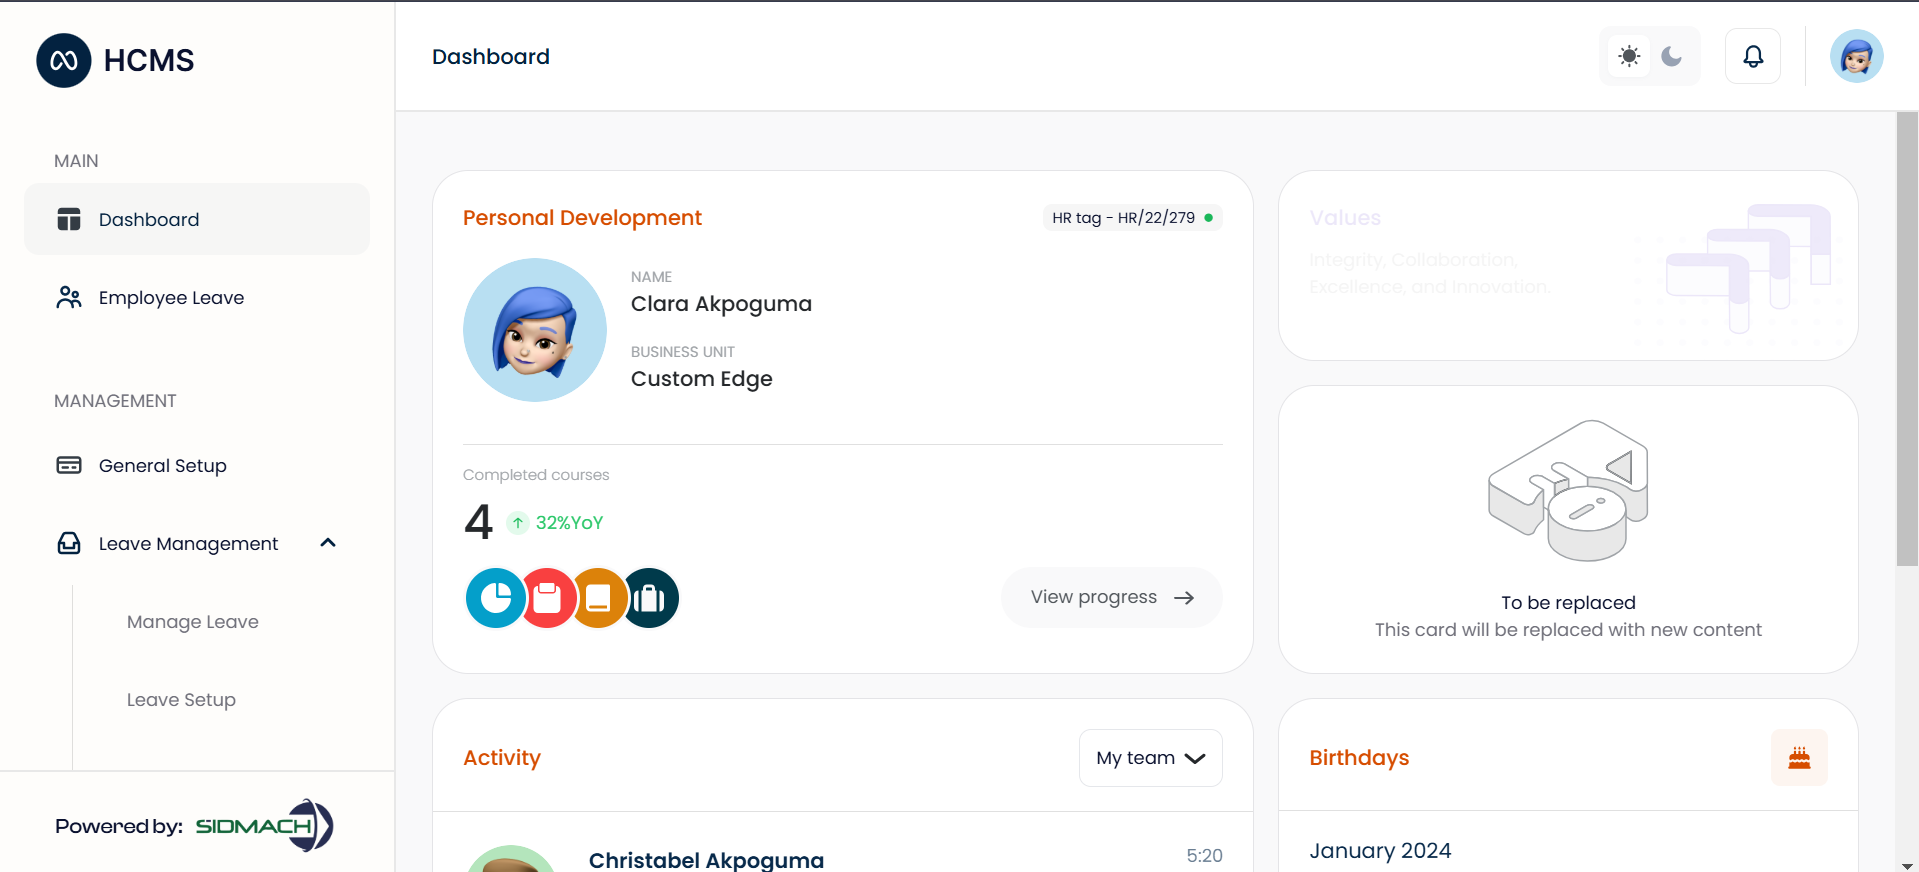 HCMS
Dashboard
MAIN
Dashboard
Employee Leave
MANAGEMENT
General Setup
Leave Management
Manage Leave
Leave Setup
Powered by: SIDMACH
Personal Development
HR tag - HR/22/279
NAME
Clara Akpoguma
BUSINESS UNIT
Custom Edge
Completed courses
4
32%YoY
View progress
Values
Integrity, Collaboration,
Excellence, and Innovation.
To be replaced
This card will be replaced with new content
Activity
My team
Christabel Akpoguma
5:20
Birthdays
January 2024